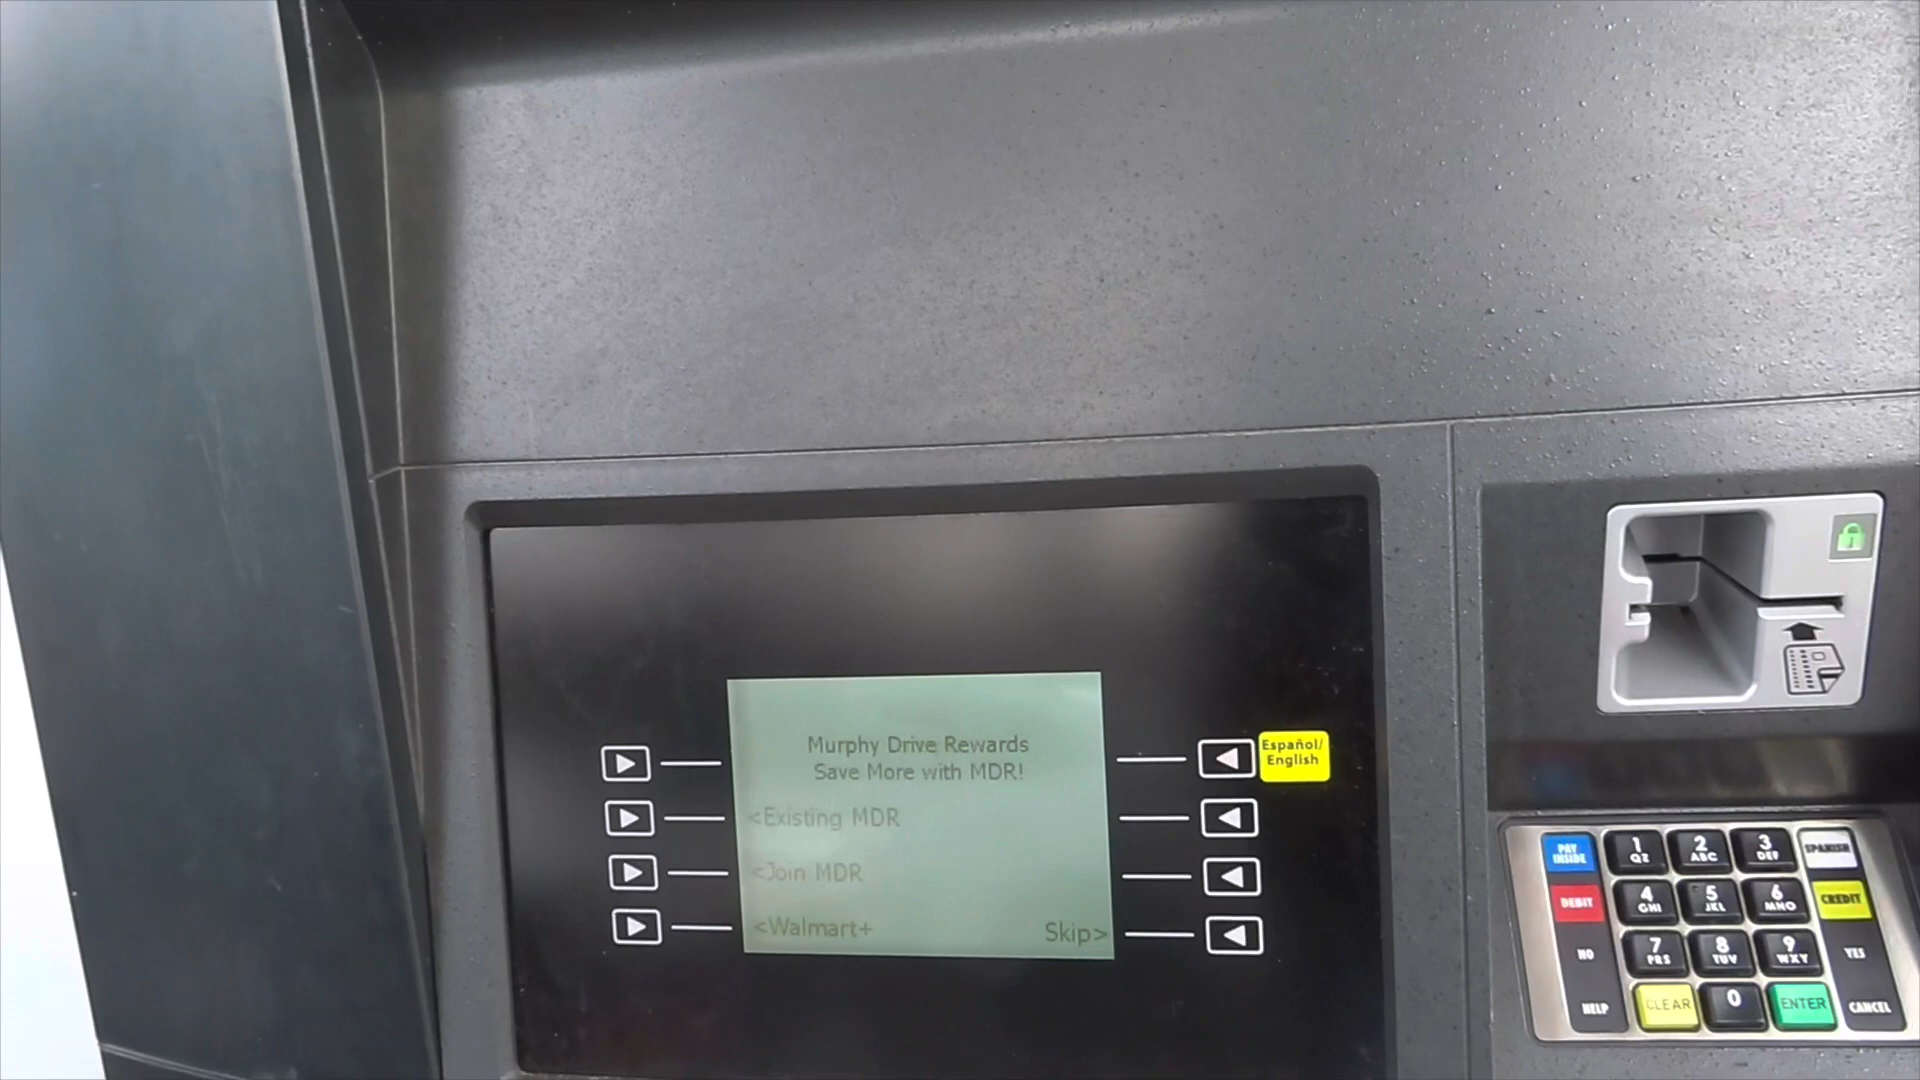 Murphy Drive Rewards
Save More with MDR!
<Existing MDR
<Join MDR
<Walmart+
Skip>
Español/
English
PAY
INSIDE
1
QZ
2
ABC
3
DEF
SPANISH
DEBIT
4
GHI
5
JKL
6
MNO
CREDIT
NO
7
PRS
8
TUV
9
WXY
YES
HELP
CLEAR
0
ENTER
CANCEL